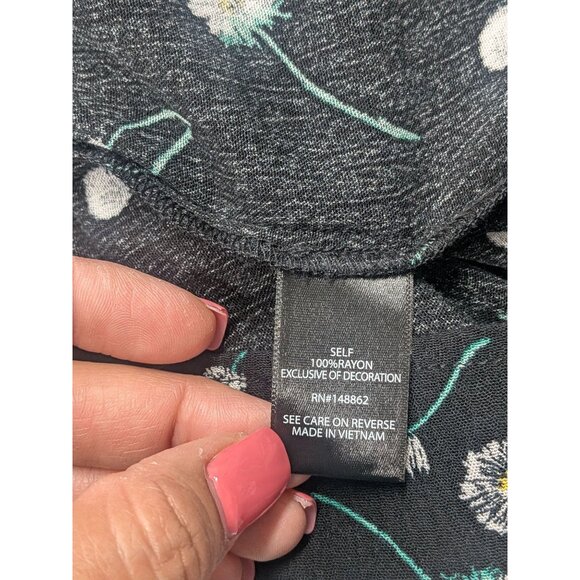 SELF
100%RAYON
EXCLUSIVE OF DECORATION
RN#148862
SEE CARE ON REVERSE
MADE IN VIETNAM